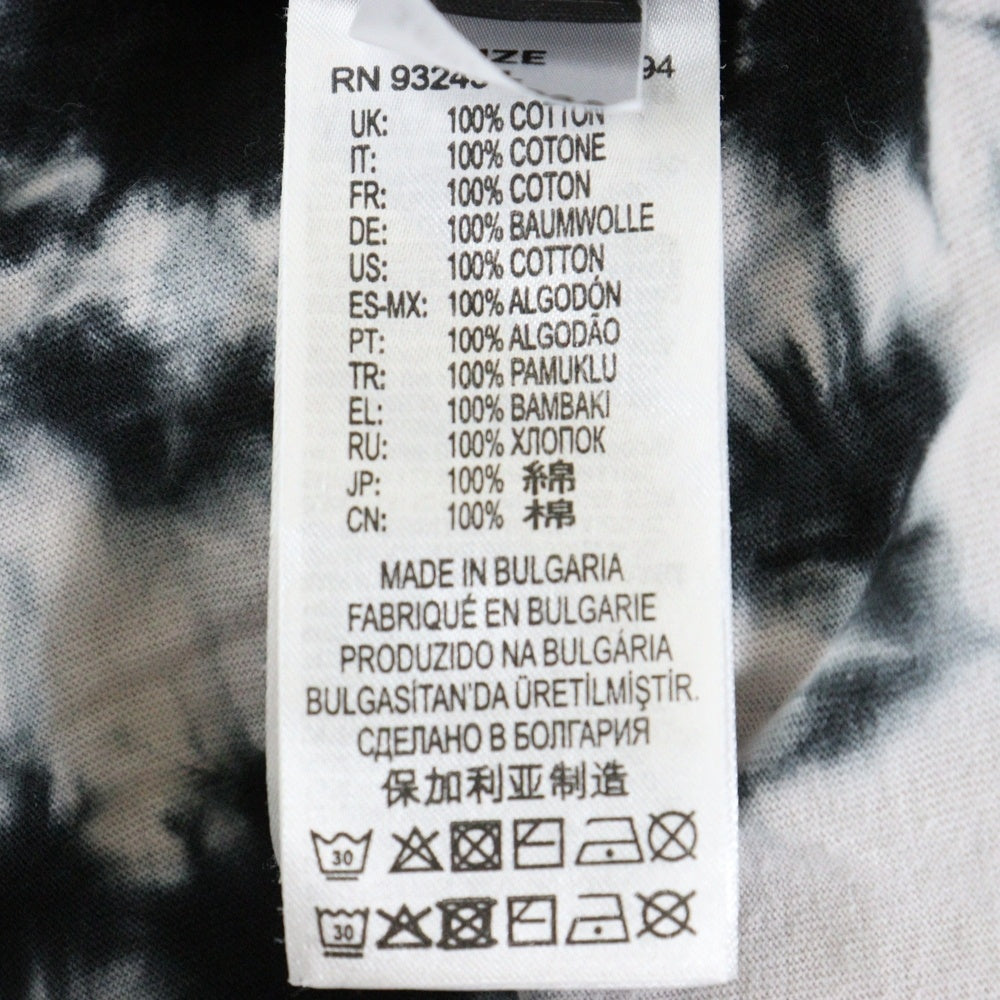 IZE
RN 9324 94
UK: 100% COTTON
IT: 100% COTONE
FR: 100% COTON
DE: 100% BAUMWOLLE
US: 100% COTTON
ES-MX: 100% ALGODÓN
PT: 100% ALGODÃO
TR: 100% PAMUKLU
EL: 100% BAMBAKI
RU: 100% ХЛОПОК
JP: 100% 綿
CN: 100% 棉
MADE IN BULGARIA
FABRIQUÉ EN BULGARIE
PRODUZIDO NA BULGÁRIA
BULGASİTAN'DA ÜRETİLMİŞTİR.
СДЕЛАНО В БОЛГАРИЯ
保加利亚制造
30
30